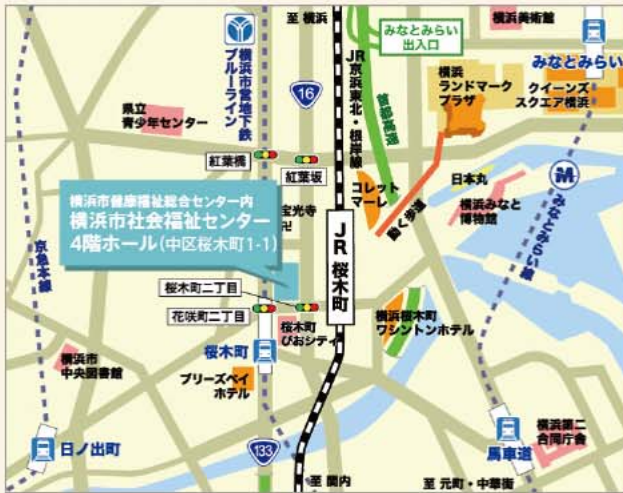 至 横浜
みなとみらい
出入口
横浜美術館
みなとみらい
横浜市営地下鉄
ブルーライン
16
JR京浜東北・根岸線
首都高速
横浜
ランドマーク
プラザ
クイーンズ
スクエア横浜
県立
青少年センター
紅葉橋
紅葉坂
コレット
マーレ
動く歩道
日本丸
横浜みなと
博物館
M
みなとみらい線
横浜市健康福祉総合センター内
横浜市社会福祉センター
4階ホール(中区桜木町1-1)
宝光寺
卍
JR 桜木町
京急本線
桜木町二丁目
花咲町二丁目
桜木町
ぴおシティ
横浜桜木町
ワシントンホテル
桜木町
横浜市
中央図書館
ブリーズベイ
ホテル
日ノ出町
133
馬車道
横浜第二
合同庁舎
至 関内
至 元町・中華街